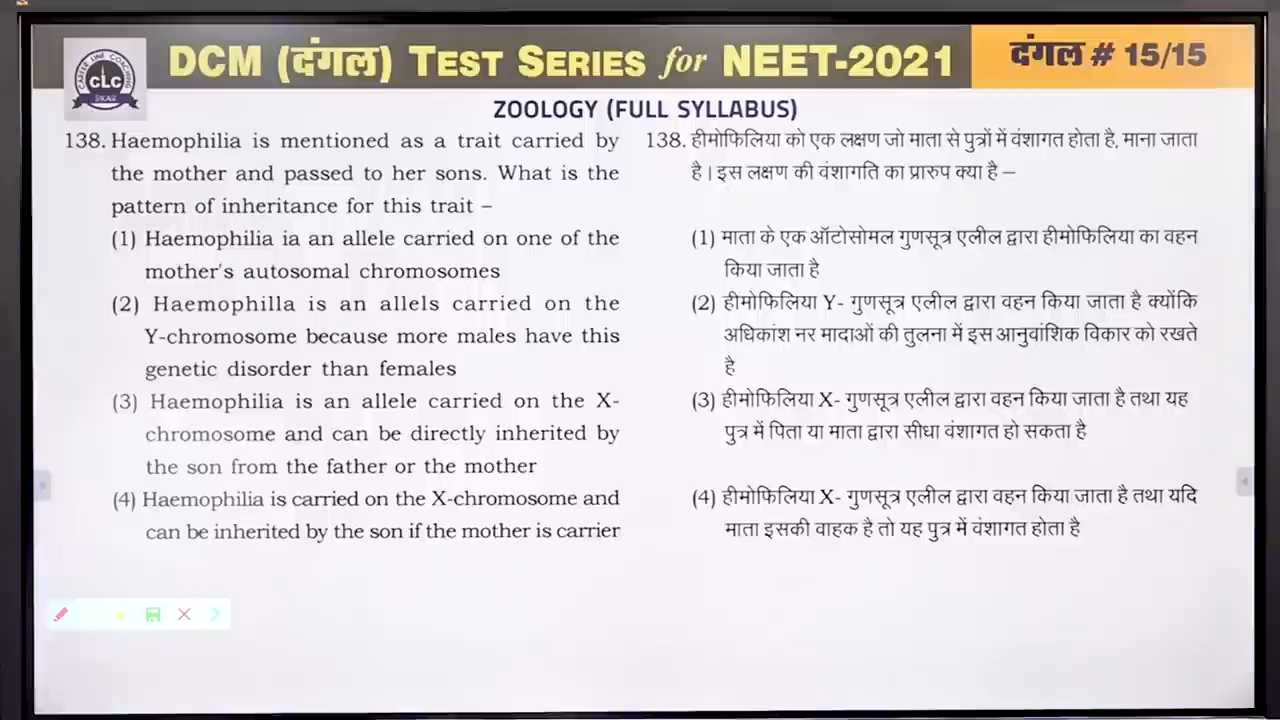 DCM (दंगल) TEST SERIES for NEET-2021
दंगल # 15/15
CAREER LINE COACHING
CLC
SIKAR
ZOOLOGY (FULL SYLLABUS)
138. Haemophilia is mentioned as a trait carried by
the mother and passed to her sons. What is the
pattern of inheritance for this trait –
(1) Haemophilia ia an allele carried on one of the
mother's autosomal chromosomes
(2) Haemophilla is an allels carried on the
Y-chromosome because more males have this
genetic disorder than females
(3) Haemophilia is an allele carried on the X-
chromosome and can be directly inherited by
the son from the father or the mother
(4) Haemophilia is carried on the X-chromosome and
can be inherited by the son if the mother is carrier
138. हीमोफिलिया को एक लक्षण जो माता से पुत्रों में वंशागत होता है, माना जाता
है। इस लक्षण की वंशागति का प्रारुप क्या है –
(1) माता के एक ऑटोसोमल गुणसूत्र एलील द्वारा हीमोफिलिया का वहन
किया जाता है
(2) हीमोफिलिया Y- गुणसूत्र एलील द्वारा वहन किया जाता है क्योंकि
अधिकांश नर मादाओं की तुलना में इस आनुवांशिक विकार को रखते
है
(3) हीमोफिलिया X- गुणसूत्र एलील द्वारा वहन किया जाता है तथा यह
पुत्र में पिता या माता द्वारा सीधा वंशागत हो सकता है
(4) हीमोफिलिया X- गुणसूत्र एलील द्वारा वहन किया जाता है तथा यदि
माता इसकी वाहक है तो यह पुत्र में वंशागत होता है